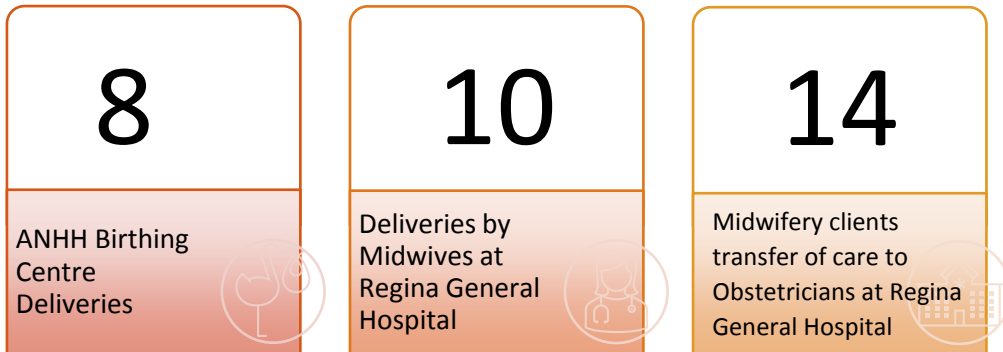 8
ANHH Birthing
Centre
Deliveries
10
Deliveries by
Midwives at
Regina General
Hospital
14
Midwifery clients
transfer of care to
Obstetricians at Regina
General Hospital